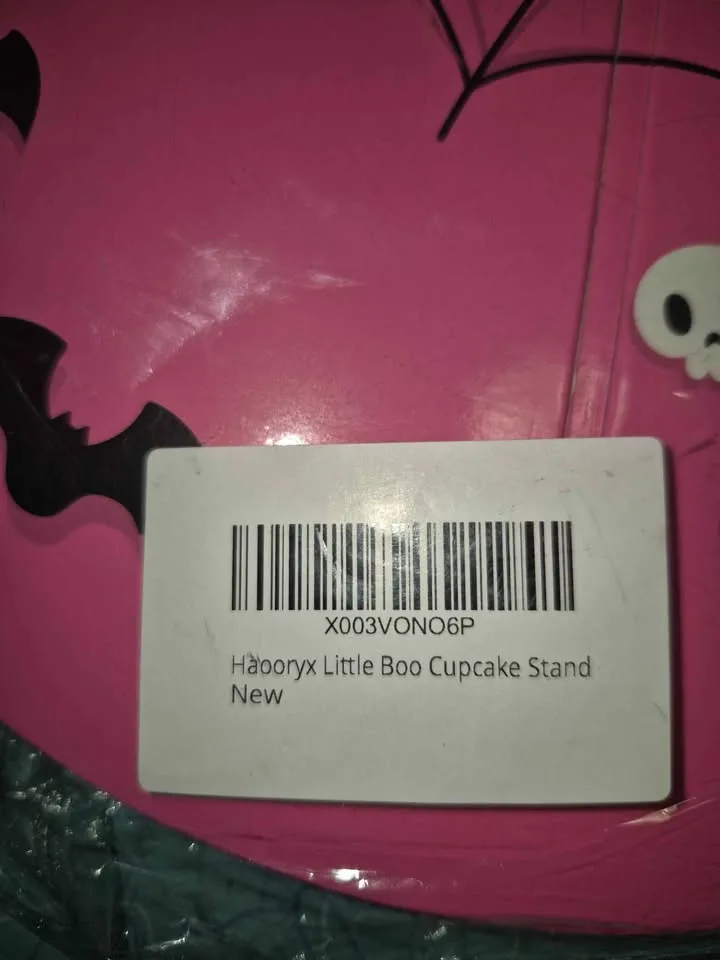 X003VONO6P
Haooryx Little Boo Cupcake Stand
New